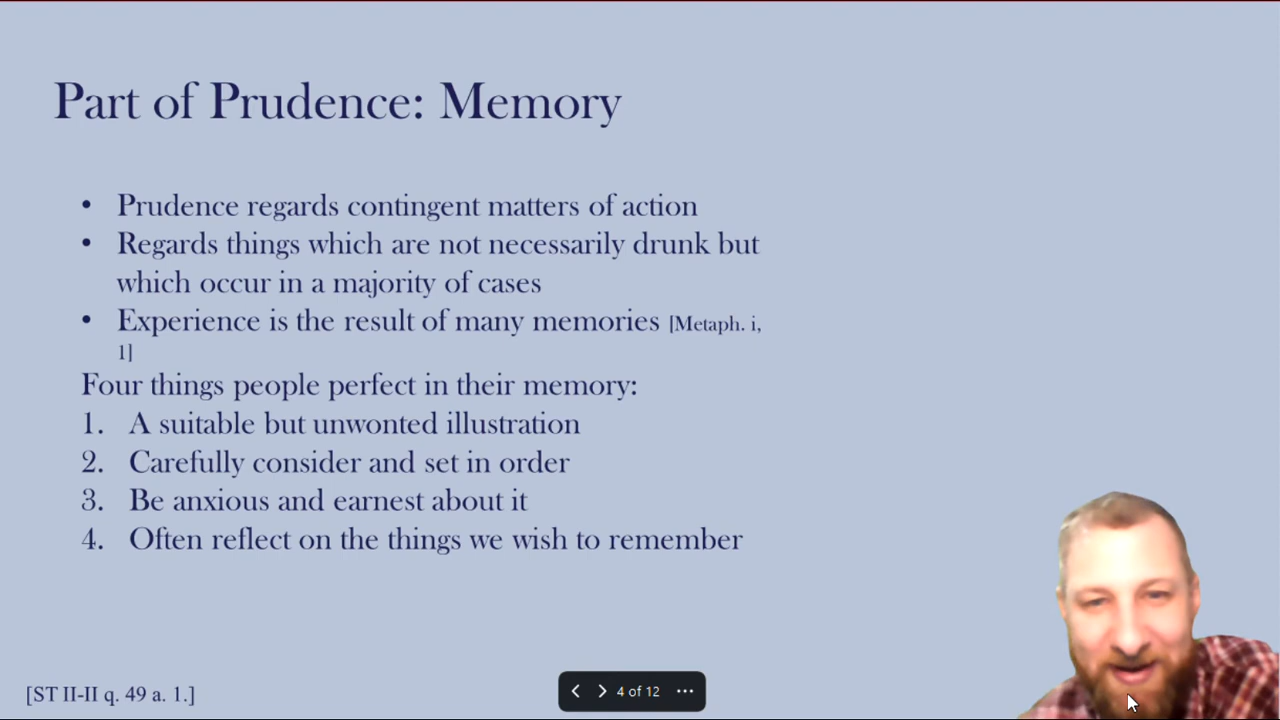 Part of Prudence: Memory
• Prudence regards contingent matters of action
• Regards things which are not necessarily drunk but
which occur in a majority of cases
• Experience is the result of many memories [Metaph. i,
1]
Four things people perfect in their memory:
1. A suitable but unwonted illustration
2. Carefully consider and set in order
3. Be anxious and earnest about it
4. Often reflect on the things we wish to remember
[ST II-II q. 49 a. 1.]
4 of 12